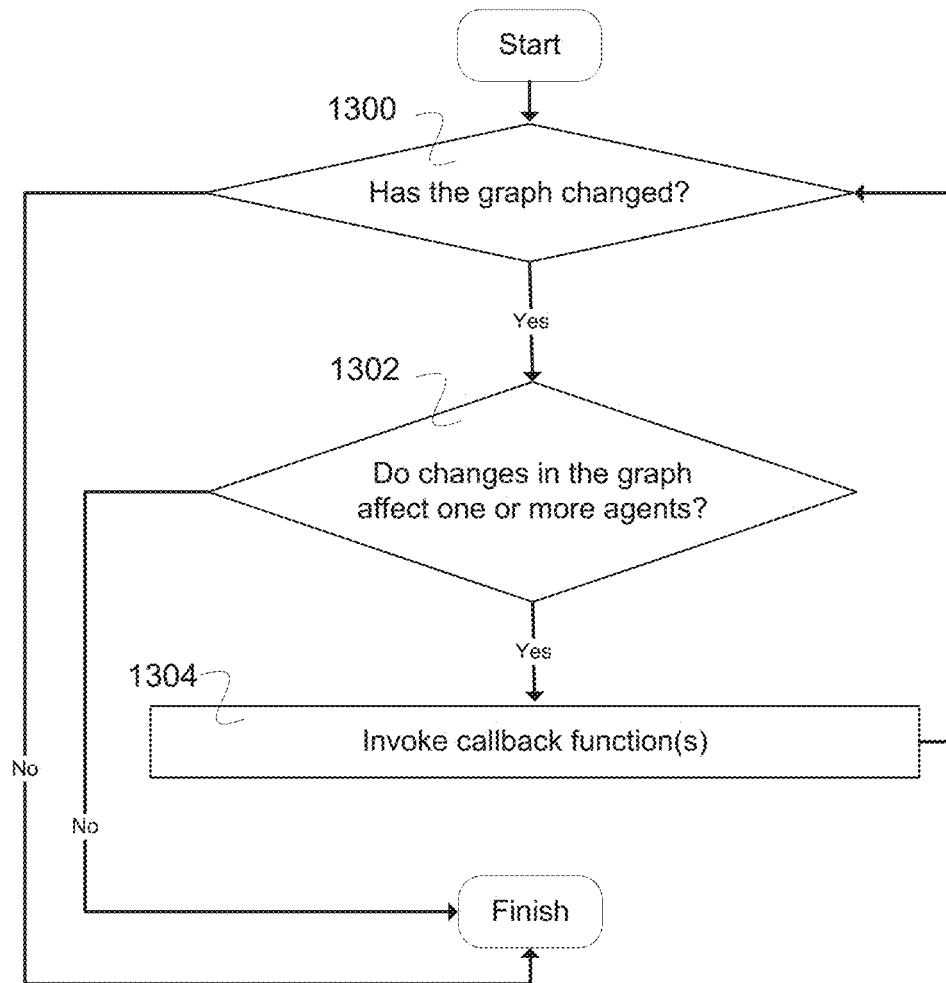 Start
1300
Has the graph changed?
Yes
1302
Do changes in the graph
affect one or more agents?
Yes
1304
Invoke callback function(s)
No
No
Finish